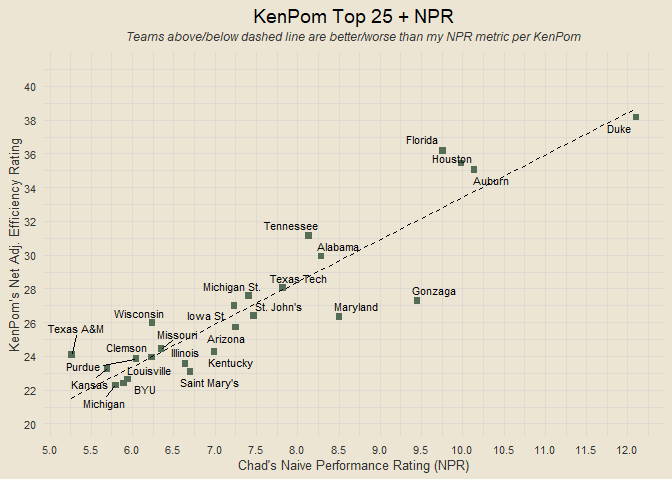 KenPom Top 25 + NPR
Teams above/below dashed line are better/worse than my NPR metric per KenPom
KenPom's Net Adj. Efficiency Rating
40
38
36
34
32
30
28
26
24
22
20
Florida
Houston
Duke
Auburn
Tennessee
Alabama
Texas Tech
Michigan St.
Gonzaga
St. John's
Maryland
Wisconsin
Iowa St.
Texas A&M
Missouri
Arizona
Clemson
Illinois
Purdue
Kentucky
Louisville
Kansas
Saint Mary's
BYU
Michigan
5.0 5.5 6.0 6.5 7.0 7.5 8.0 8.5 9.0 9.5 10.0 10.5 11.0 11.5 12.0
Chad's Naive Performance Rating (NPR)